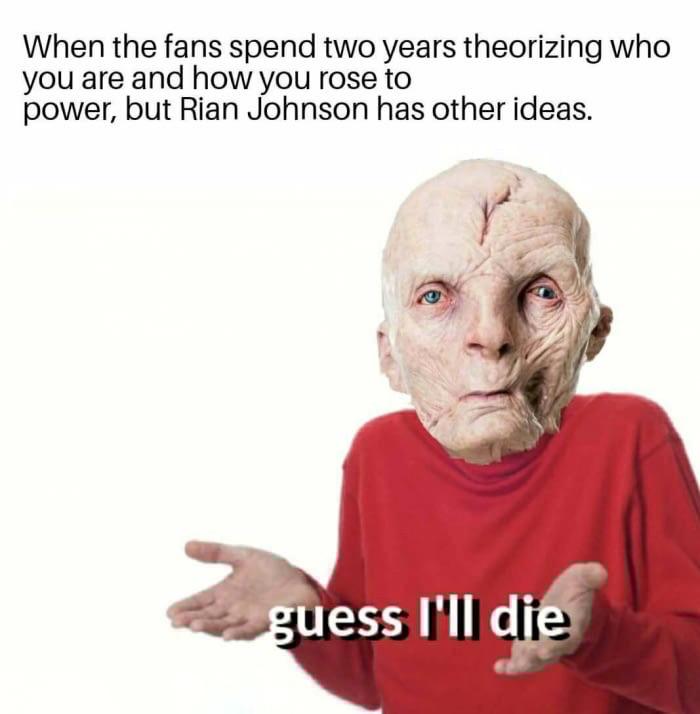 When the fans spend two years theorizing who
you are and how you rose to
power, but Rian Johnson has other ideas.
guess I'll die